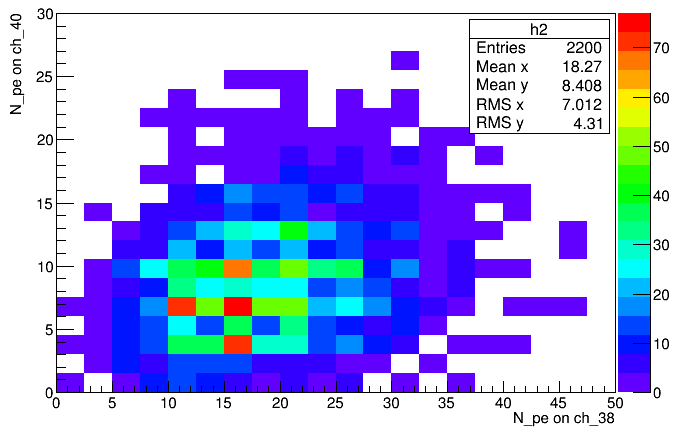 h2
Entries 2200
Mean x 18.27
Mean y 8.408
RMS x 7.012
RMS y 4.31
N_pe on ch_40
30
25
20
15
10
5
0
0 5 10 15 20 25 30 35 40 45 50
N_pe on ch_38
70
60
50
40
30
20
10
0